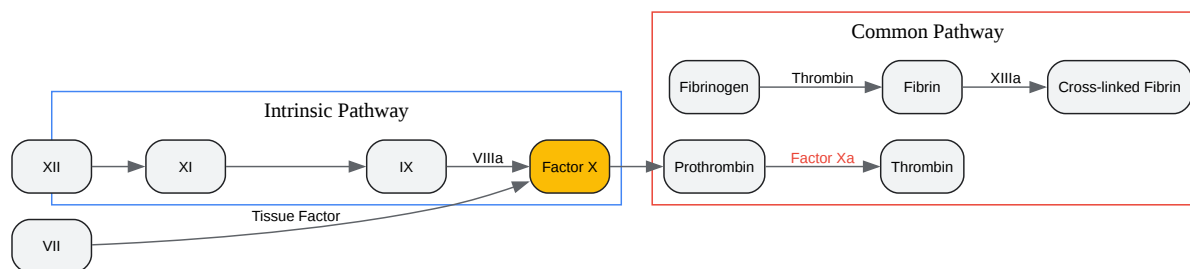 Common Pathway
Fibrinogen
Thrombin
Fibrin
XIIIa
Cross-linked Fibrin
Intrinsic Pathway
XII
XI
IX
VIIIa
Factor X
Prothrombin
Factor Xa
Thrombin
Tissue Factor
VII